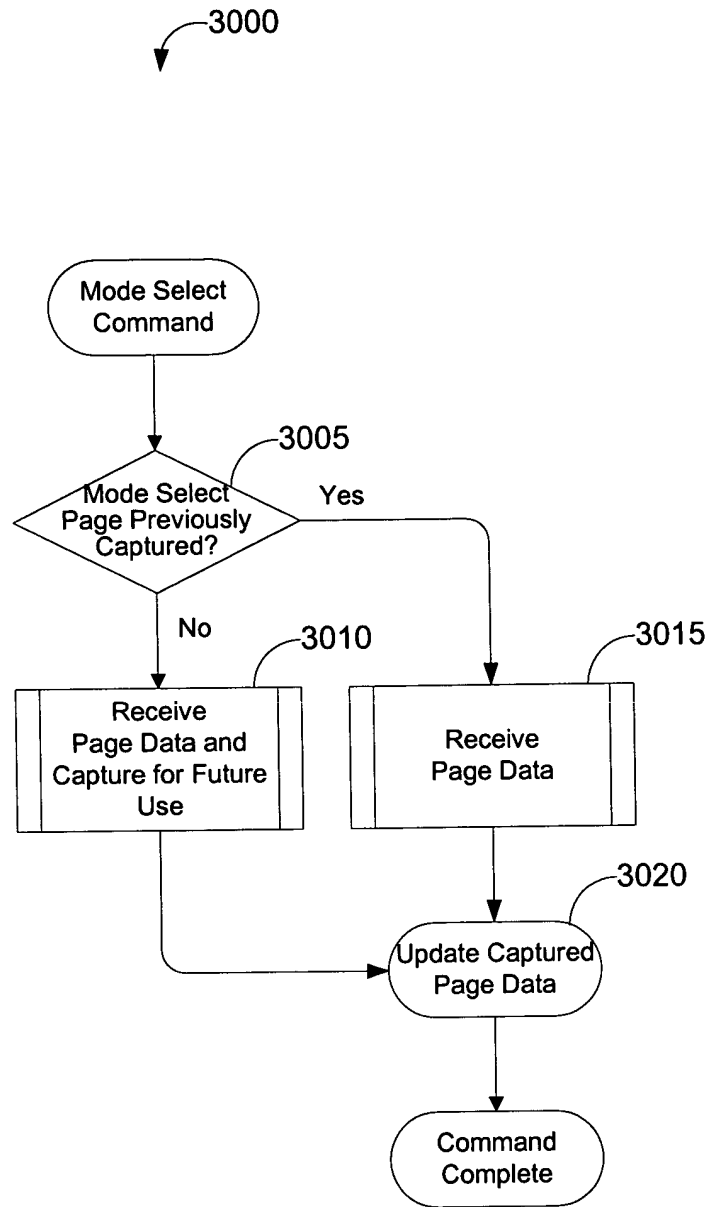 3000
Mode Select
Command
3005
Mode Select
Page Previously
Captured?
Yes
No
3010
Receive
Page Data and
Capture for Future
Use
3015
Receive
Page Data
3020
Update Captured
Page Data
Command
Complete